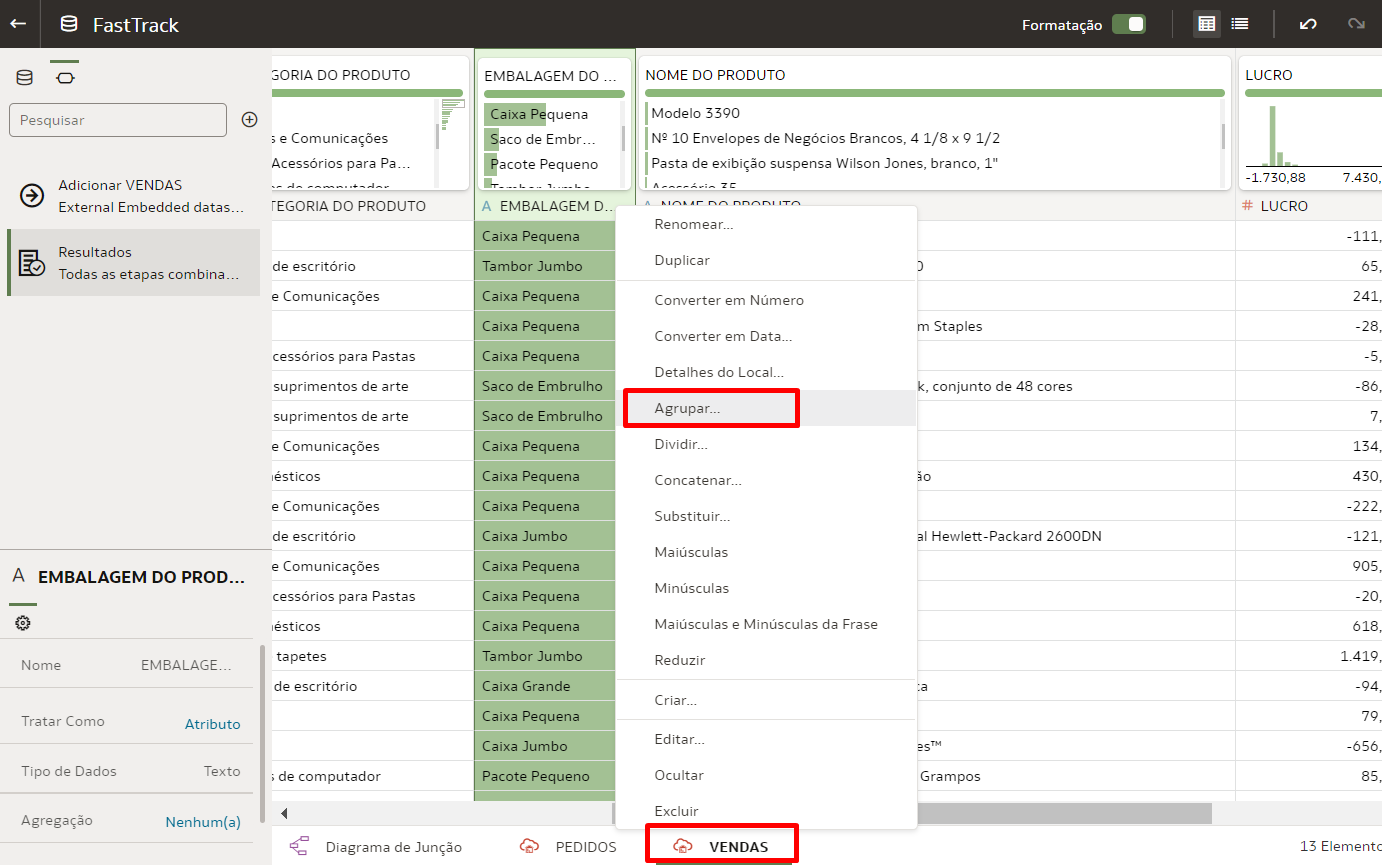 FastTrack
Formatação
Pesquisar
Adicionar VENDAS
External Embedded datas...
Resultados
Todas as etapas combina...
EMBALAGEM DO PROD...
Nome EMBALAGE...
Tratar Como Atributo
Tipo de Dados Texto
Agregação Nenhum(a)
GORIA DO PRODUTO
s e Comunicações
Acessórios para Pa...
os de computador
EMBALAGEM DO ...
Caixa Pequena
Saco de Embr...
Pacote Pequeno
Tambor Jumbo
NOME DO PRODUTO
Modelo 3390
Nº 10 Envelopes de Negócios Brancos, 4 1/8 x 9 1/2
Pasta de exibição suspensa Wilson Jones, branco, 1"
Acessório 35
LUCRO
-1.730,88 7.430,
TEGORIA DO PRODUTO A EMBALAGEM D... A NOME DO PRODUTO # LUCRO
Caixa Pequena -111,
de escritório Tambor Jumbo 0 65,
e Comunicações Caixa Pequena 241,
Caixa Pequena m Staples -28,
cessórios para Pastas Caixa Pequena -5,
suprimentos de arte Saco de Embrulho k, conjunto de 48 cores -86,
suprimentos de arte Saco de Embrulho 7,
e Comunicações Caixa Pequena 134,
nésticos Caixa Pequena ão 430,
e Comunicações Caixa Pequena -222,
de escritório Caixa Jumbo al Hewlett-Packard 2600DN -121,
e Comunicações Caixa Pequena 905,
cessórios para Pastas Caixa Pequena -20,
nésticos Caixa Pequena 618,
tapetes Tambor Jumbo 1.419,
de escritório Caixa Grande ca -94,
Caixa Pequena 79,
Caixa Jumbo es™ -656,
s de computador Pacote Pequeno Grampos 85,
Renomear...
Duplicar
Converter em Número
Converter em Data...
Detalhes do Local...
Agrupar...
Dividir...
Concatenar...
Substituir...
Maiúsculas
Minúsculas
Maiúsculas e Minúsculas da Frase
Reduzir
Criar...
Editar...
Ocultar
Excluir
Diagrama de Junção PEDIDOS VENDAS 13 Elemento